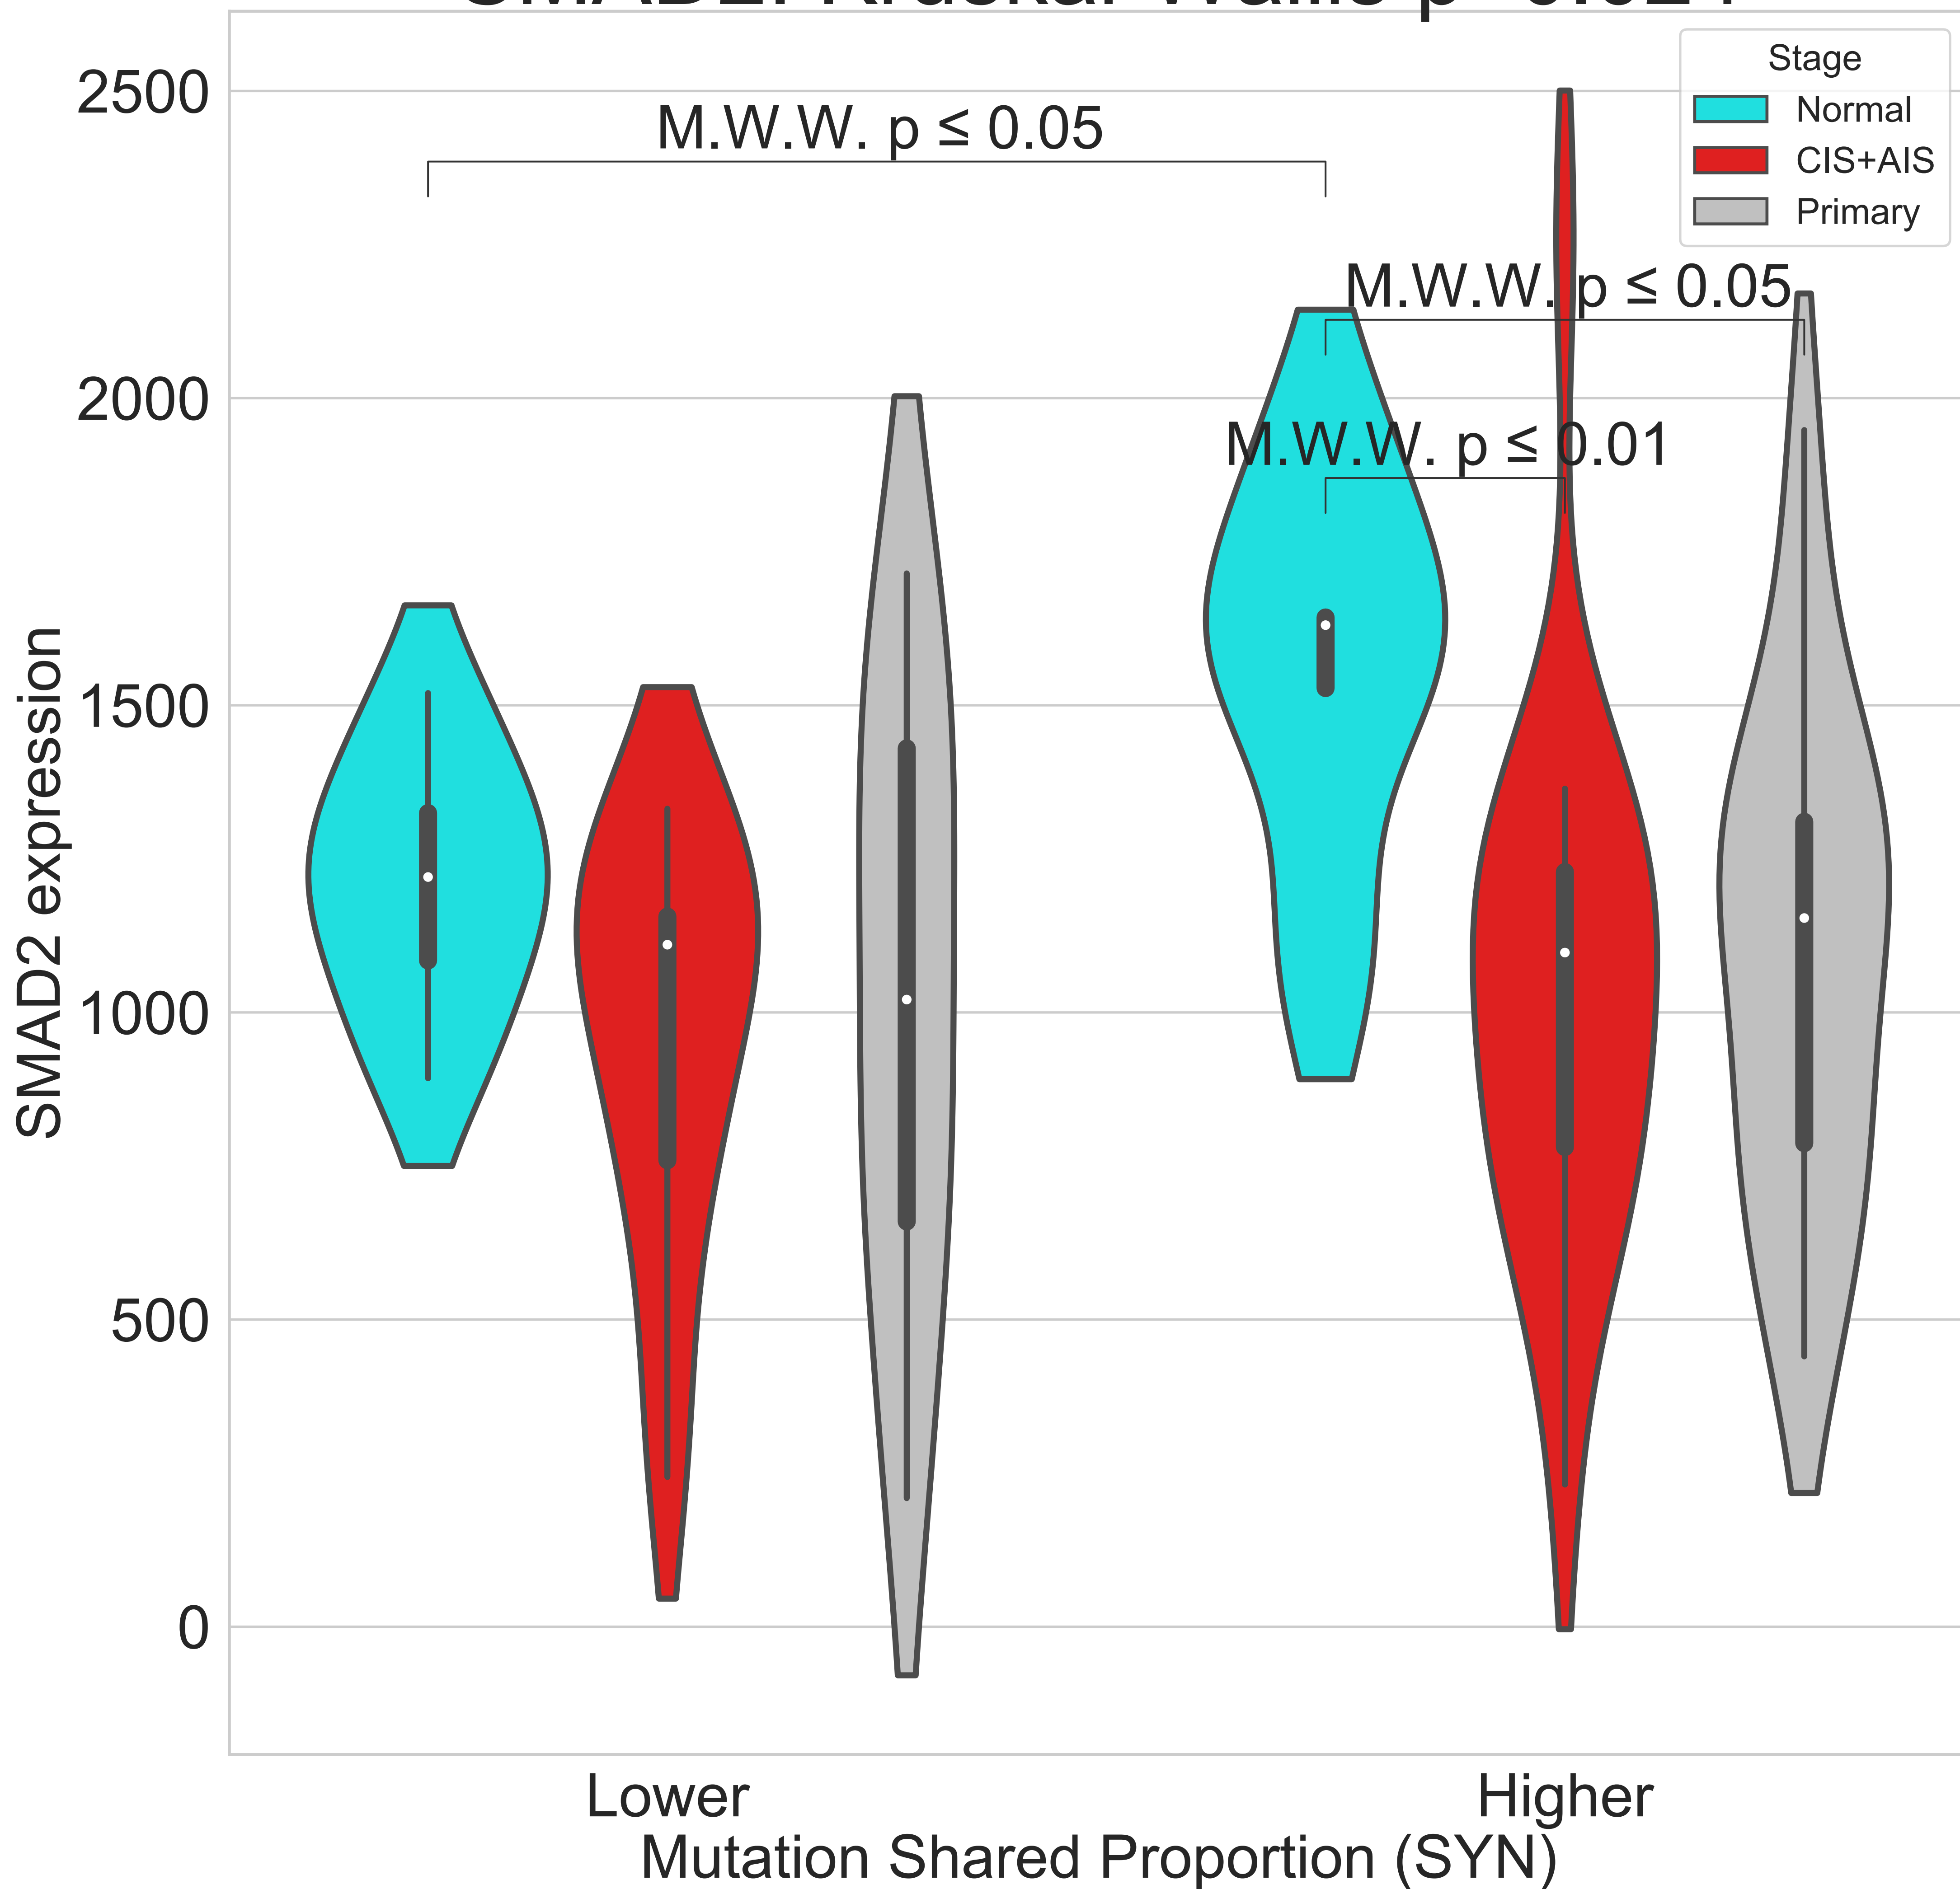 2500
2000
1500
1000
500
0
SMAD2 expression
M.W.W. p ≤ 0.05
M.W.W. p ≤ 0.05
M.W.W. p ≤ 0.01
Stage
Normal
CIS+AIS
Primary
Lower
Higher
Mutation Shared Proportion (SYN)